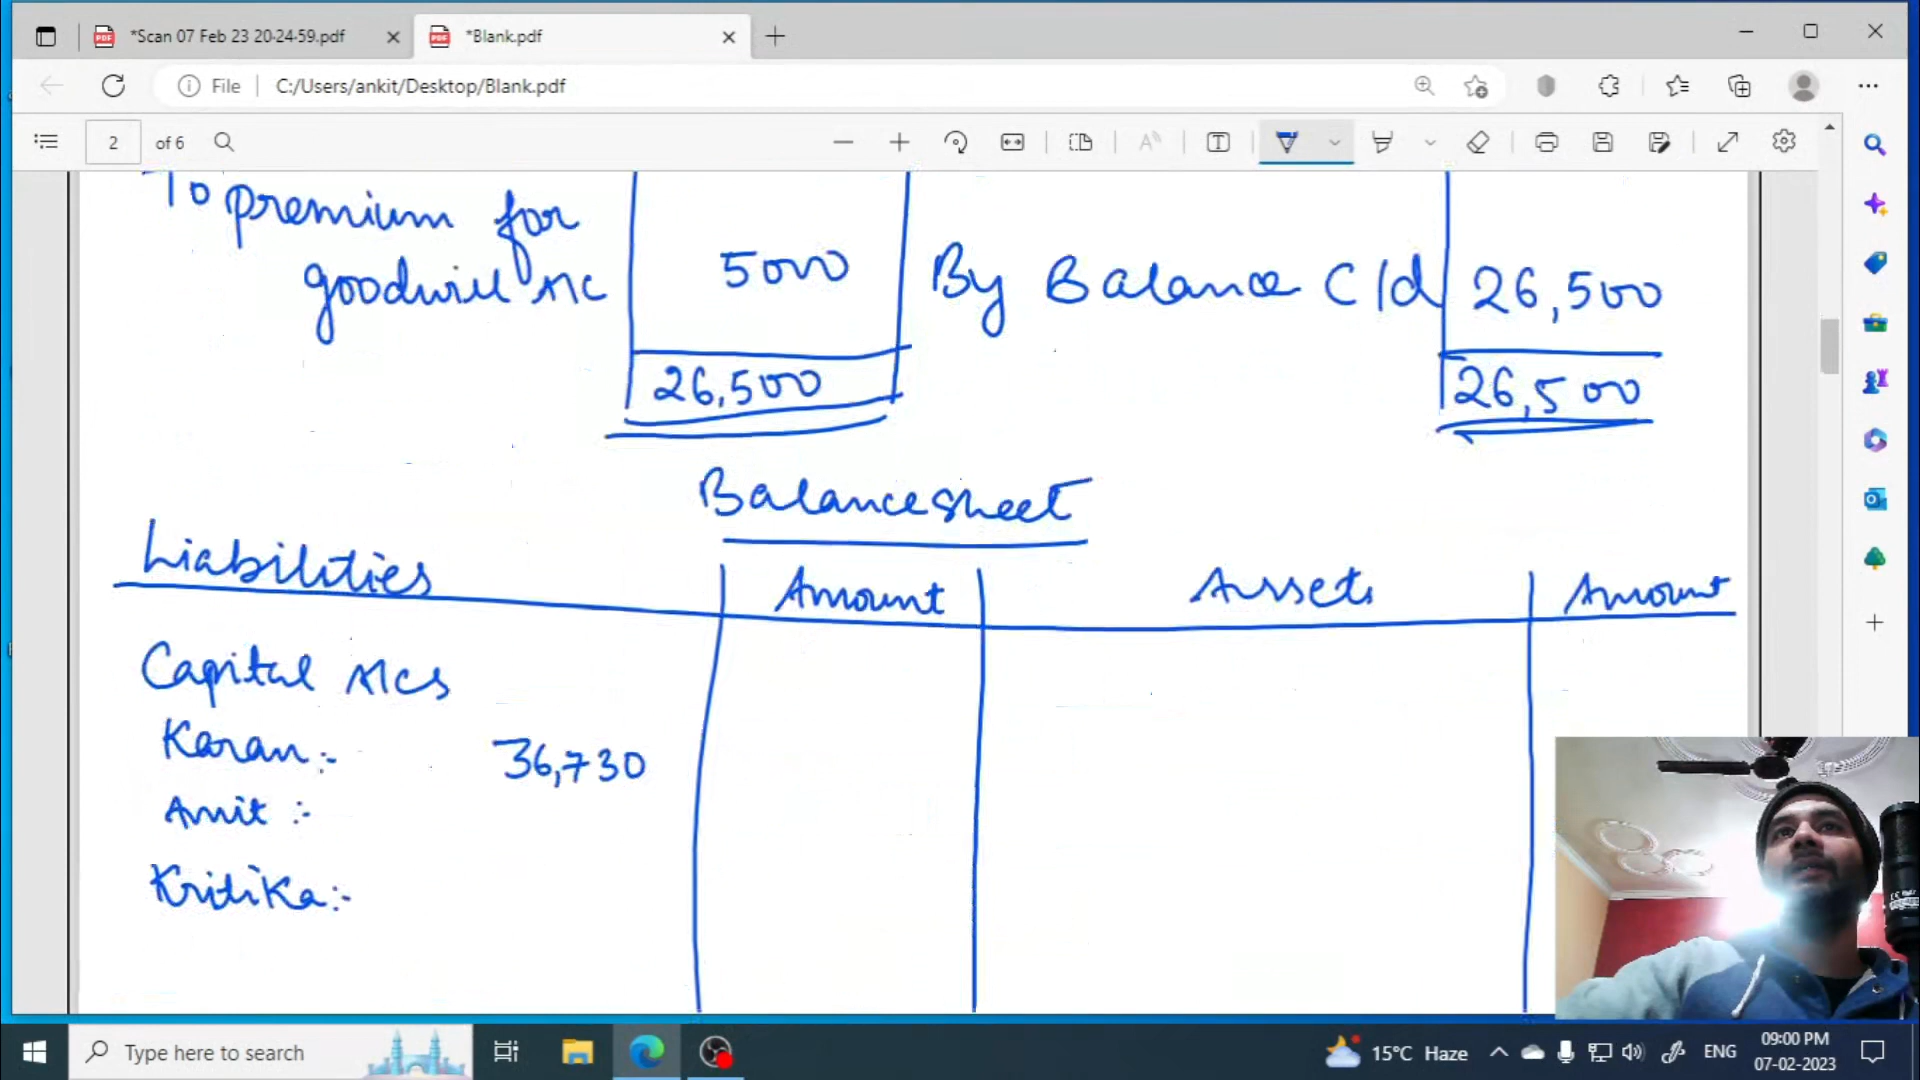 *Scan 07 Feb 23 20-24-59.pdf
*Blank.pdf
File C:/Users/ankit/Desktop/Blank.pdf
2 of 6
To premium for
goodwill A/C 5000 By Balance C/d 26,500
26,500 26,500
Balance sheet
Liabilities Amount Assets Amount
Capital A/Cs
Karan:- 36,730
Amit:-
Kritika:-
Type here to search
15°C Haze
ENG
09:00 PM
07-02-2023